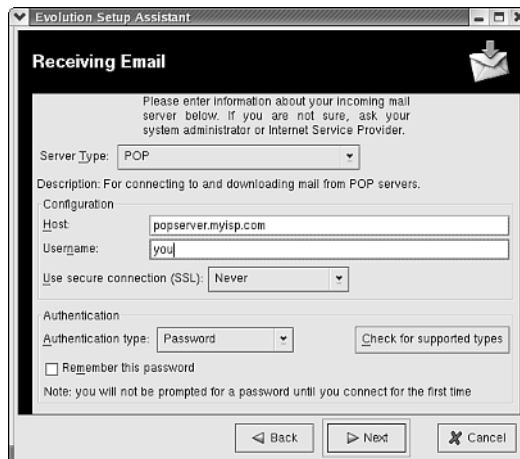 Evolution Setup Assistant
Receiving Email
Please enter information about your incoming mail
server below. If you are not sure, ask your
system administrator or Internet Service Provider.
Server Type: POP
Description: For connecting to and downloading mail from POP servers.
Configuration
Host: popserver.myisp.com
Username: you
Use secure connection (SSL): Never
Authentication
Authentication type: Password Check for supported types
Remember this password
Note: you will not be prompted for a password until you connect for the first time
Back Next Cancel